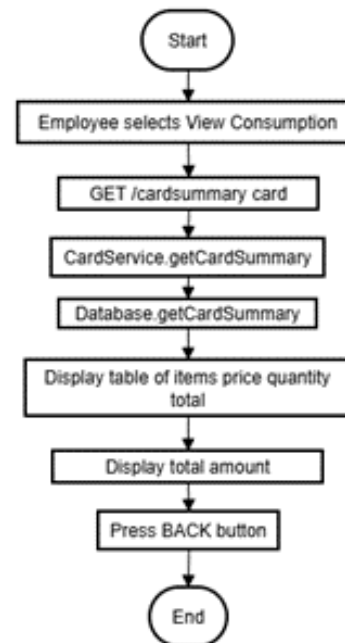 Start
Employee selects View Consumption
GET /cardsummary card
CardService.getCardSummary
Database.getCardSummary
Display table of items price quantity
total
Display total amount
Press BACK button
End